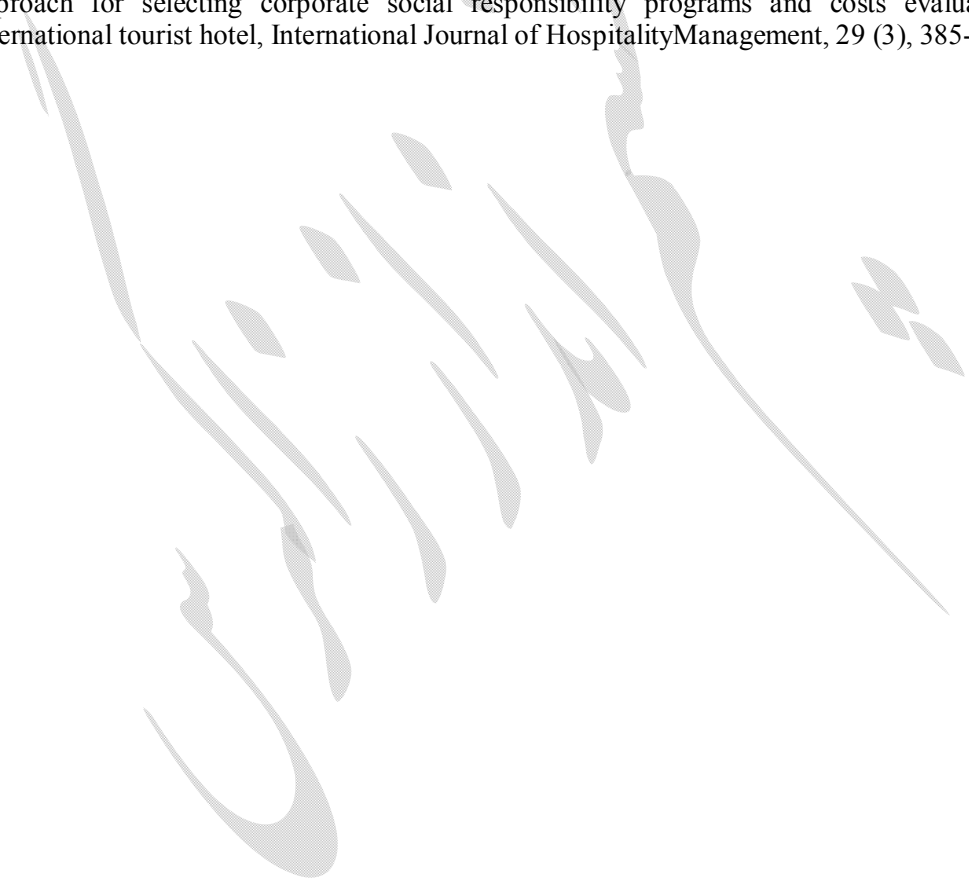 proach for selecting corporate social responsibility programs and costs evalua
ernational tourist hotel, International Journal of HospitalityManagement, 29 (3), 385-